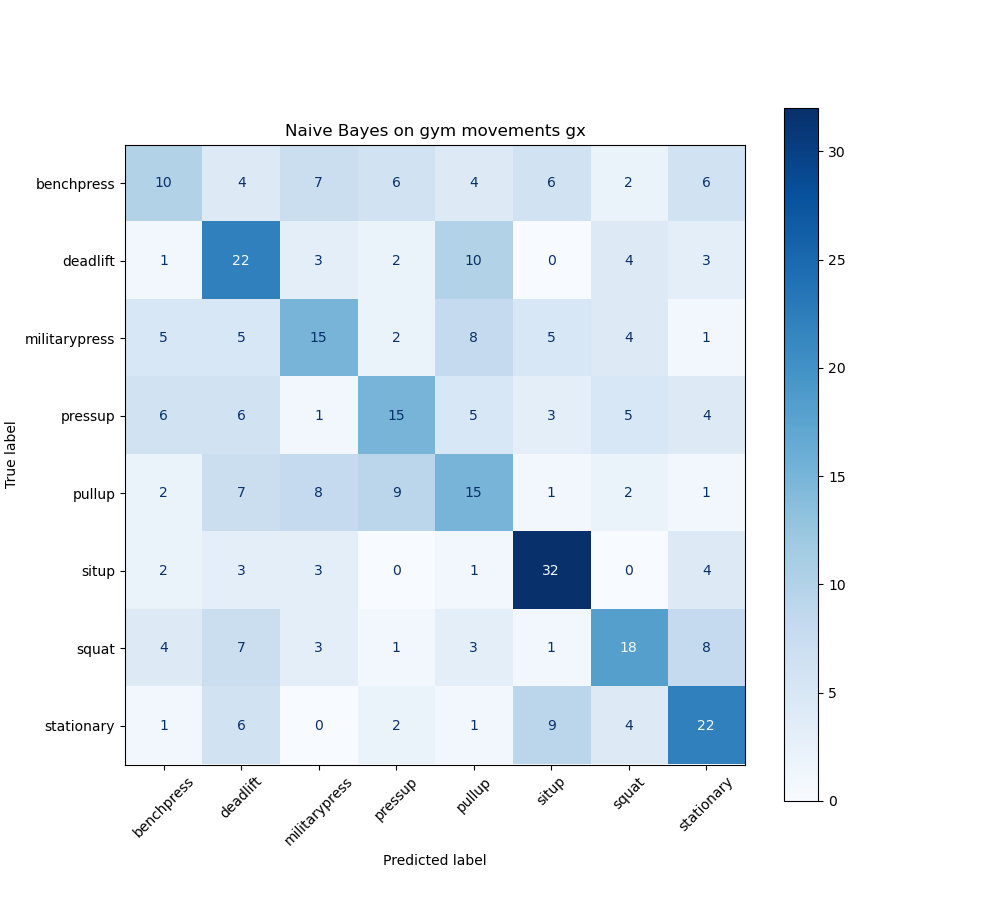 Naive Bayes on gym movements gx
benchpress 10 4 7 6 4 6 2 6
deadlift 1 22 3 2 10 0 4 3
militarypress 5 5 15 2 8 5 4 1
pressup 6 6 1 15 5 3 5 4
pullup 2 7 8 9 15 1 2 1
situp 2 3 3 0 1 32 0 4
squat 4 7 3 1 3 1 18 8
stationary 1 6 0 2 1 9 4 22
benchpress deadlift militarypress pressup pullup situp squat stationary
Predicted label
True label
30
25
20
15
10
5
0